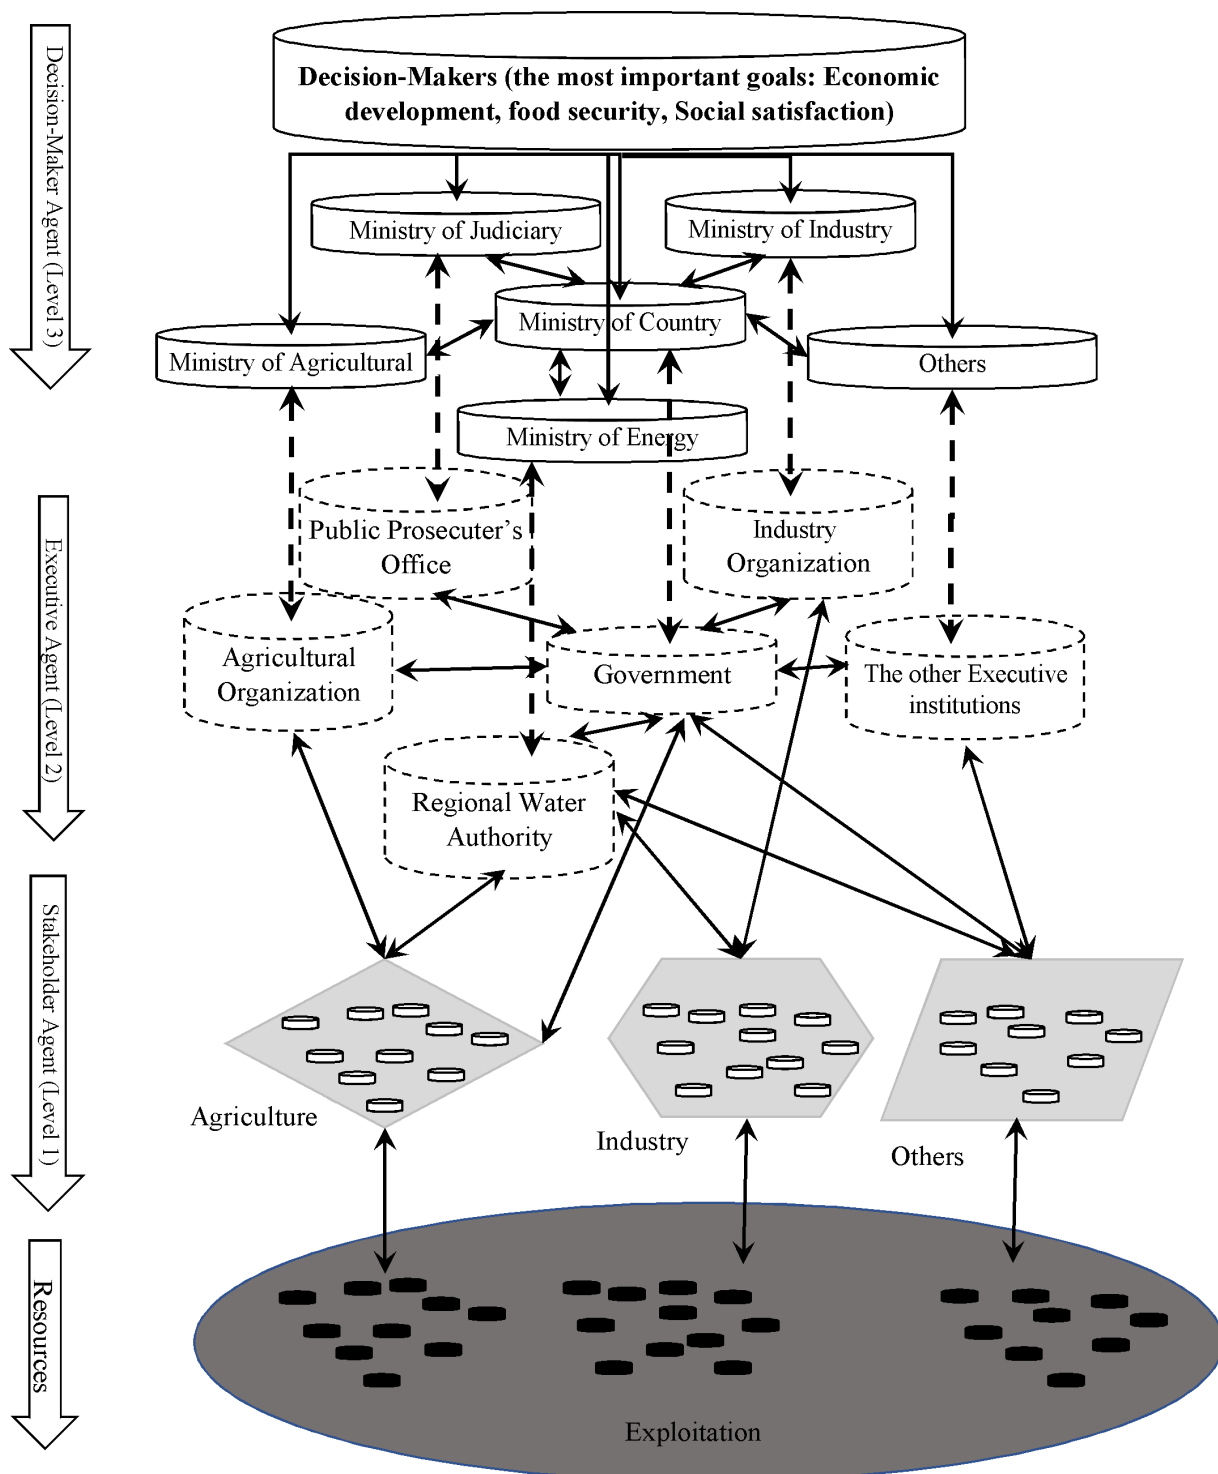 Decision-Maker Agent (Level 3)
Decision-Makers (the most important goals: Economic
development, food security, Social satisfaction)
Ministry of Judiciary
Ministry of Industry
Ministry of Country
Ministry of Agricultural
Others
Ministry of Energy
Executive Agent (Level 2)
Public Prosecuter's
Office
Industry
Organization
Agricultural
Organization
Government
The other Executive
institutions
Regional Water
Authority
Stakeholder Agent (Level 1)
Agriculture
Industry
Others
Resources
Exploitation